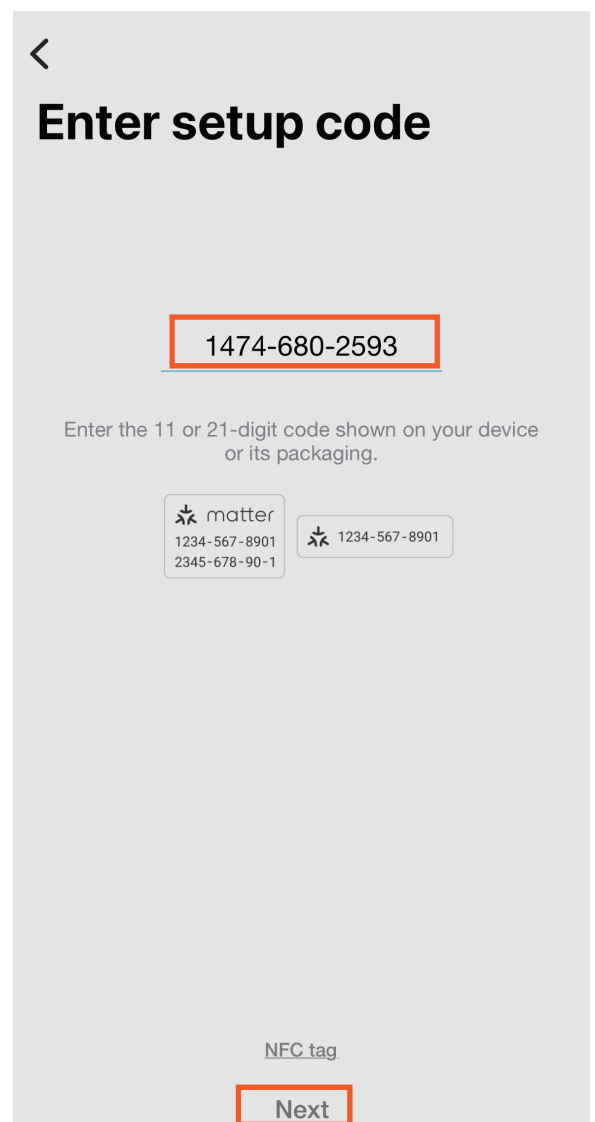 Enter setup code
1474-680-2593
Enter the 11 or 21-digit code shown on your device
or its packaging.
matter
1234-567-8901
2345-678-90-1
1234-567-8901
NFC tag
Next